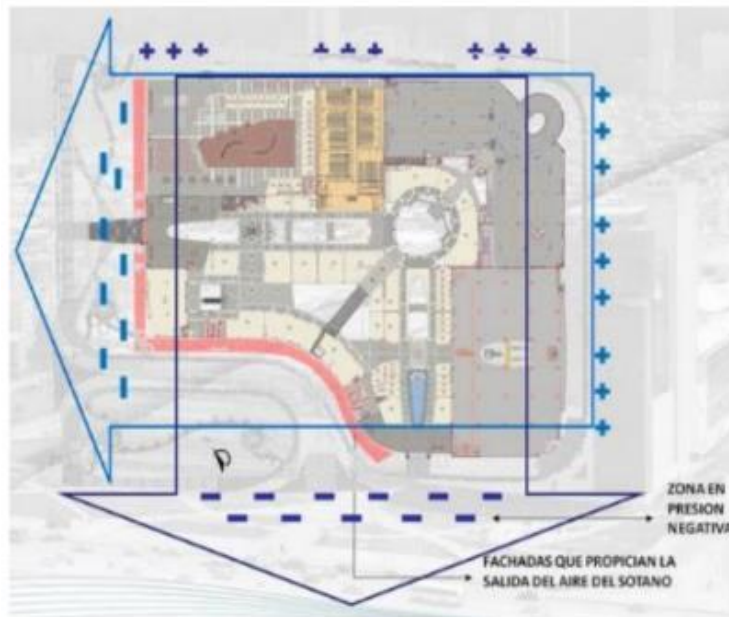 ZONA EN
PRESION
NEGATIVA
FACHADAS QUE PROPICIAN LA
SALIDA DEL AIRE DEL SOTANO